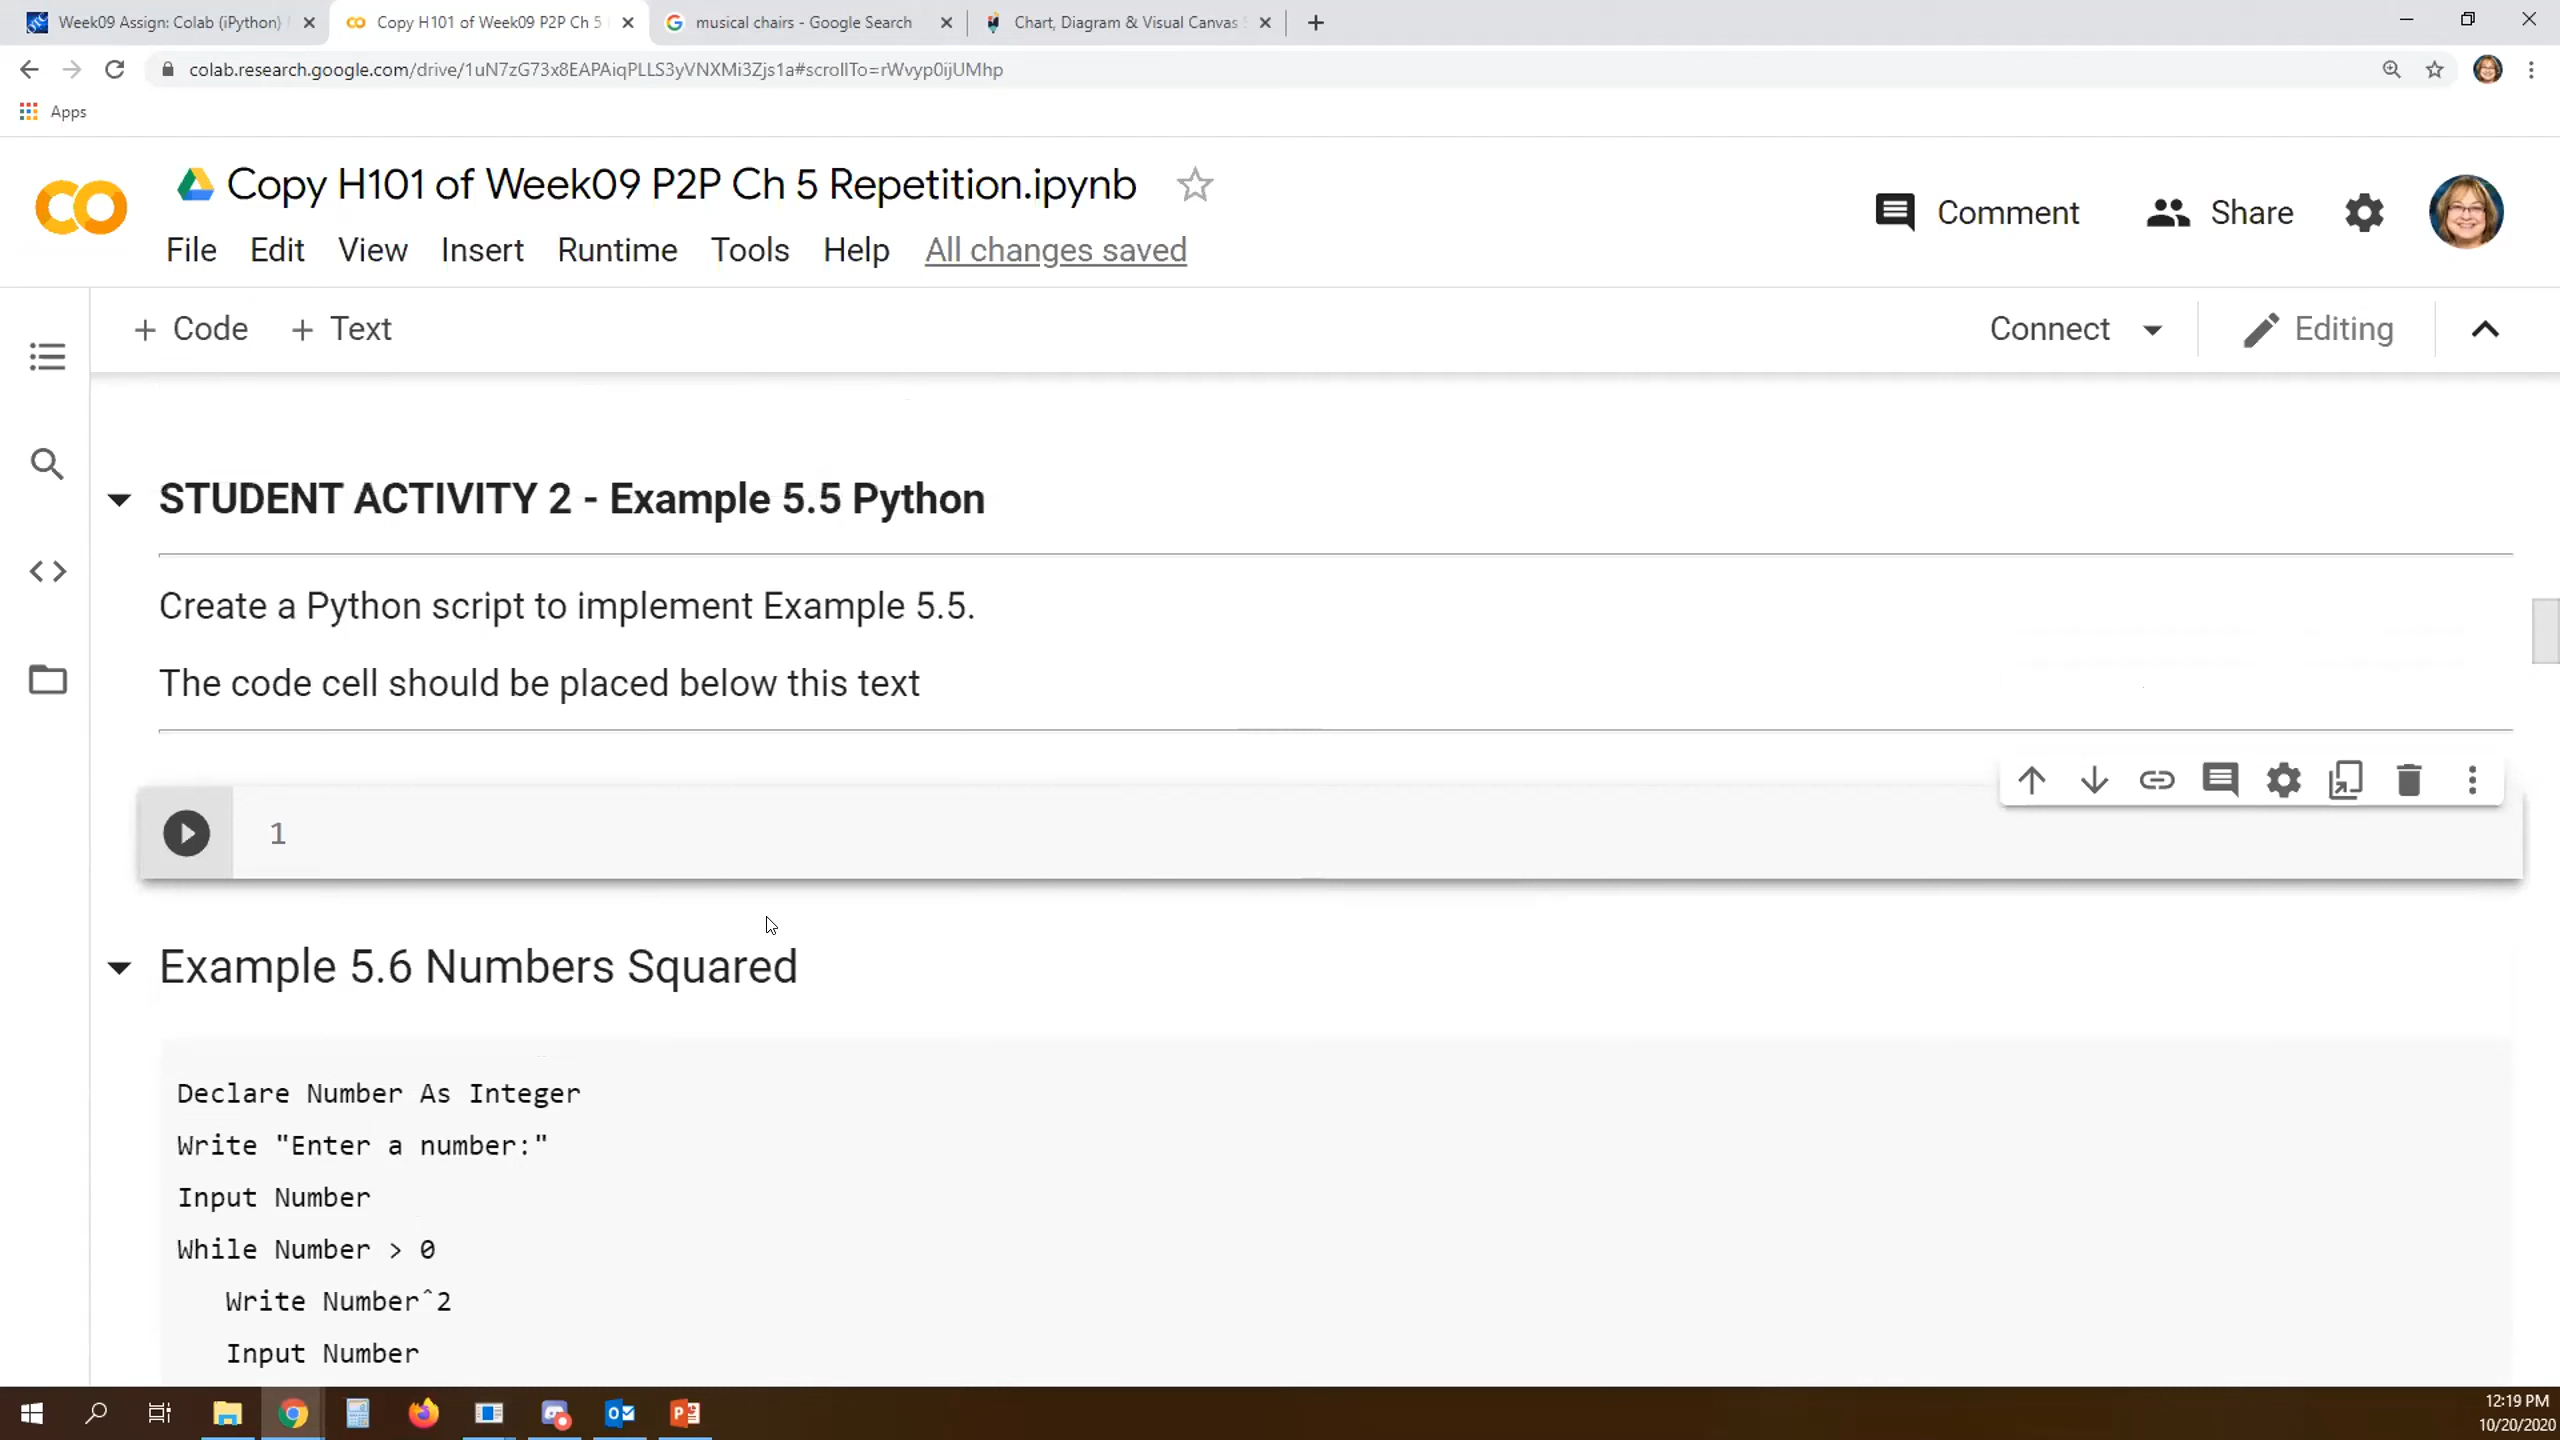 Week09 Assign: Colab (iPython)
Copy H101 of Week09 P2P Ch 5
musical chairs - Google Search
Chart, Diagram & Visual Canvas
colab.research.google.com/drive/1uN7zG73x8EAPAiqPLLS3yVNXMi3Zjs1a#scrollTo=rWvyp0ijUMhp
Apps
Copy H101 of Week09 P2P Ch 5 Repetition.ipynb
Comment
Share
File Edit View Insert Runtime Tools Help All changes saved
+ Code + Text
Connect
Editing
STUDENT ACTIVITY 2 - Example 5.5 Python
Create a Python script to implement Example 5.5.
The code cell should be placed below this text
1
Example 5.6 Numbers Squared
Declare Number As Integer
Write "Enter a number:"
Input Number
While Number > 0
Write Number^2
Input Number
12:19 PM
10/20/2020